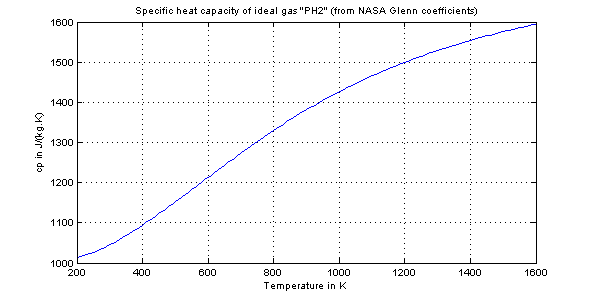 Specific heat capacity of ideal gas "PH2" (from NASA Glenn coefficients)
1600
1500
1400
1300
1200
1100
1000
cp in J/(kg.K)
200 400 600 800 1000 1200 1400 1600
Temperature in K